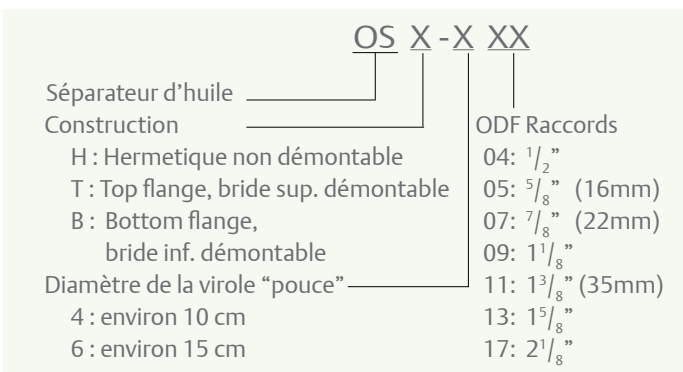 OS X - X XX
Séparateur d'huile
Construction ODF Raccords
H : Hermetique non démontable 04: 1/2”
T : Top flange, bride sup. démontable 05: 5/8” (16mm)
B : Bottom flange, 07: 7/8” (22mm)
bride inf. démontable 09: 1 1/8”
Diamètre de la virole “pouce” 11: 1 3/8” (35mm)
4 : environ 10 cm 13: 1 5/8”
6 : environ 15 cm 17: 2 1/8”